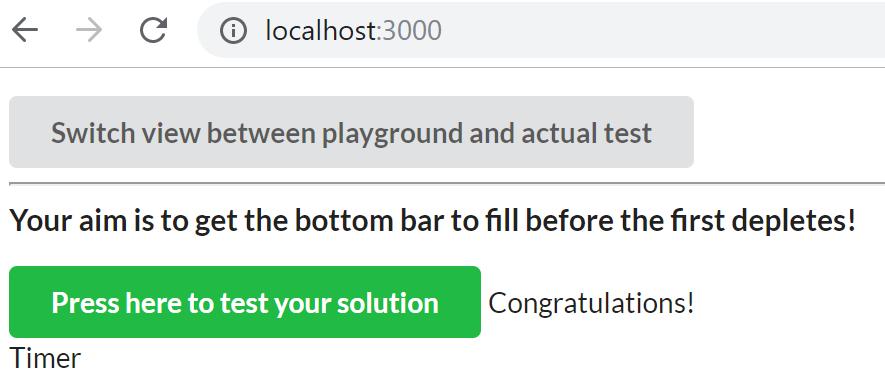 localhost:3000
Switch view between playground and actual test
Your aim is to get the bottom bar to fill before the first depletes!
Press here to test your solution Congratulations!
Timer